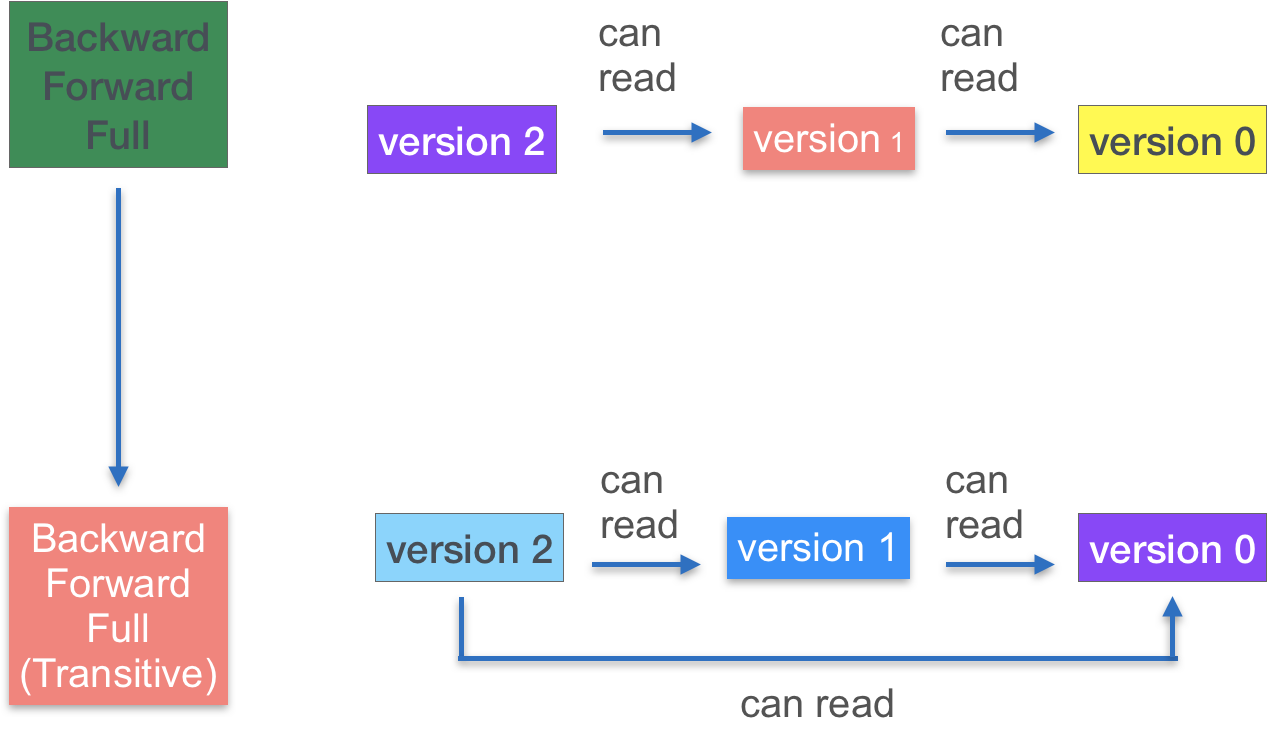 Backward
Forward
Full
can
read
can
read
version 2
version 1
version 0
Backward
Forward
Full
(Transitive)
can
read
can
read
version 2
version 1
version 0
can read